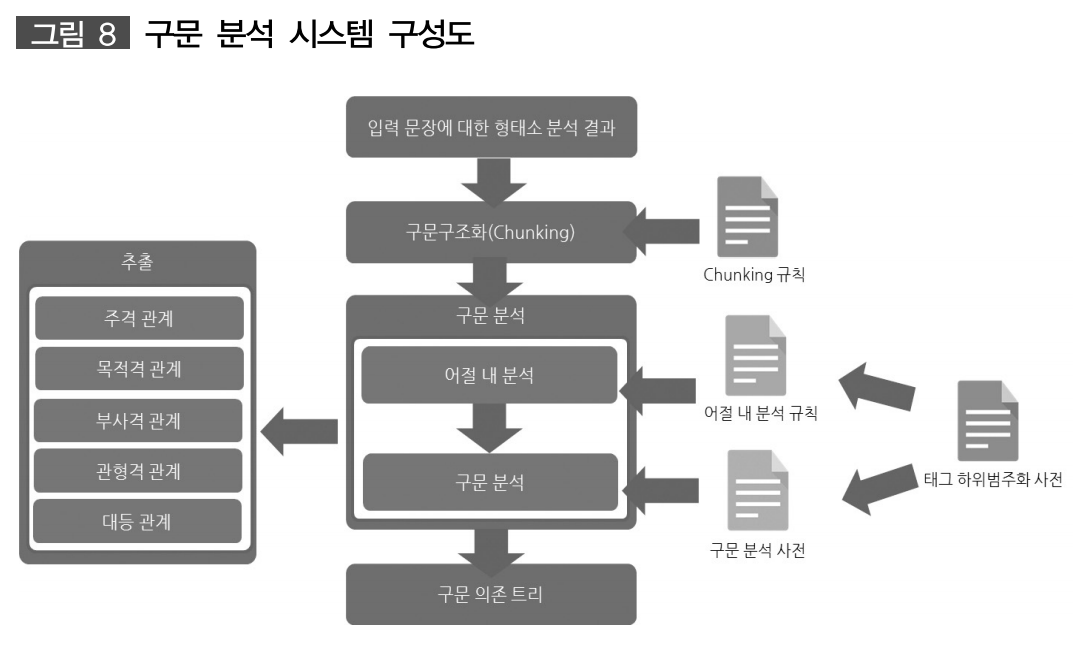 그림 8 구문 분석 시스템 구성도
입력 문장에 대한 형태소 분석 결과
구문구조화(Chunking)
Chunking 규칙
추출
주격 관계
목적격 관계
부사격 관계
관형격 관계
대등 관계
구문 분석
어절 내 분석
구문 분석
어절 내 분석 규칙
구문 분석 사전
태그 하위범주화 사전
구문 의존 트리